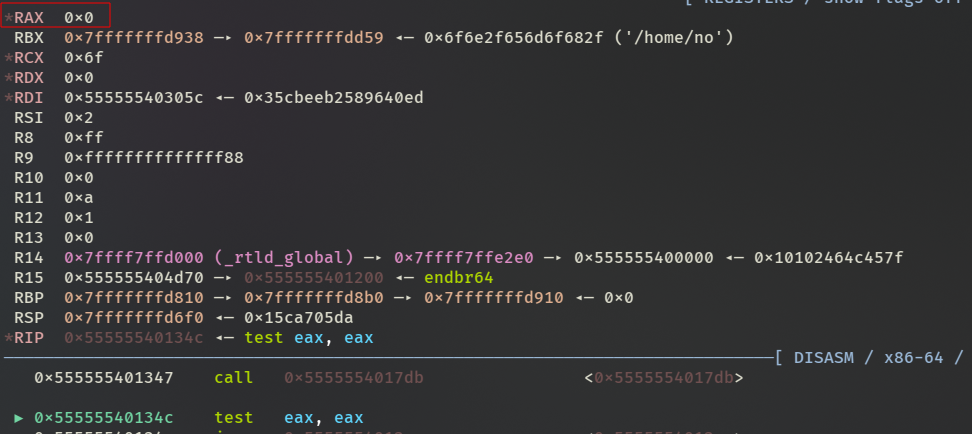 [ REGISTERS / show-flags off
*RAX 0×0
RBX 0×7fffffffd938 —▸ 0×7fffffffdd59 ◂— 0×6f6e2f656d6f682f ('/home/no')
*RCX 0×6f
*RDX 0×0
*RDI 0×55555540305c ◂— 0×35cbeeb2589640ed
RSI 0×2
R8 0×ff
R9 0×ffffffffffffff88
R10 0×0
R11 0×a
R12 0×1
R13 0×0
R14 0×7ffff7ffd000 (_rtld_global) —▸ 0×7ffff7ffe2e0 —▸ 0×555555400000 ◂— 0×10102464c457f
R15 0×555555404d70 —▸ 0×555555401200 ◂— endbr64
RBP 0×7fffffffd810 —▸ 0×7fffffffd8b0 —▸ 0×7fffffffd910 ◂— 0×0
RSP 0×7fffffffd6f0 ◂— 0×15ca705da
*RIP 0×55555540134c ◂— test eax, eax
[ DISASM / x86-64 /
0×555555401347 call 0×5555554017db <0×5555554017db>
▸ 0×55555540134c test eax, eax